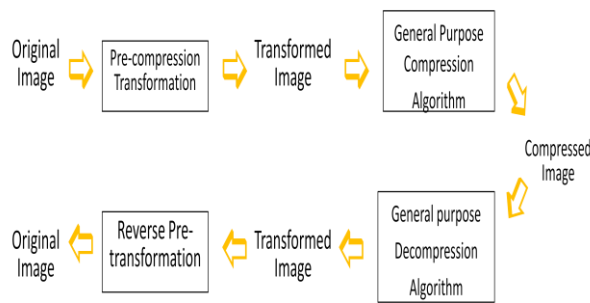 Original
Image
Pre-compression
Transformation
Transformed
Image
General Purpose
Compression
Algorithm
Compressed
Image
General purpose
Decompression
Algorithm
Transformed
Image
Reverse Pre-
transformation
Original
Image